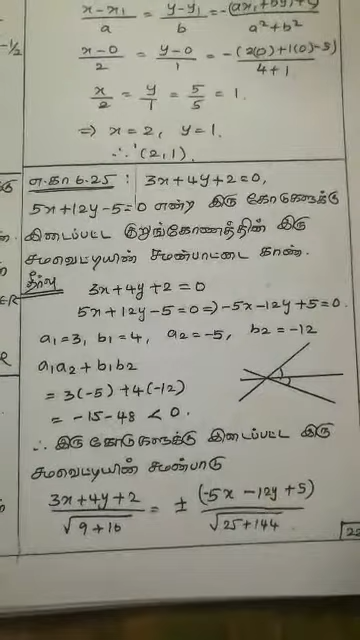 x-x₁/a = y-y₁/b = -(ax₁+by₁+c)/a²+b²
x-0/2 = y-0/1 = -(2(0)+1(0)-5)/4+1
x/2 = y/1 = 5/5 = 1.
⇒ x=2, y=1.
∴ (2,1).
எ.கா 6.25 : 3x+4y+2=0,
5x+12y-5=0 என்ற இரு கோடுகளுக்கு
இடைப்பட்ட குறுங்கோணத்தின் இரு
சமவெட்டியின் சமன்பாட்டை காண்.
தீர்வு 3x+4y+2=0
5x+12y-5=0 ⇒ -5x-12y+5=0.
a₁=3, b₁=4, a₂=-5, b₂=-12
a₁a₂+b₁b₂
= 3(-5)+4(-12)
= -15-48 < 0.
∴ இரு கோடுகளுக்கு இடைப்பட்ட இரு
சமவெட்டியின் சமன்பாடு
3x+4y+2/√9+16 = ± (-5x-12y+5)/√25+144